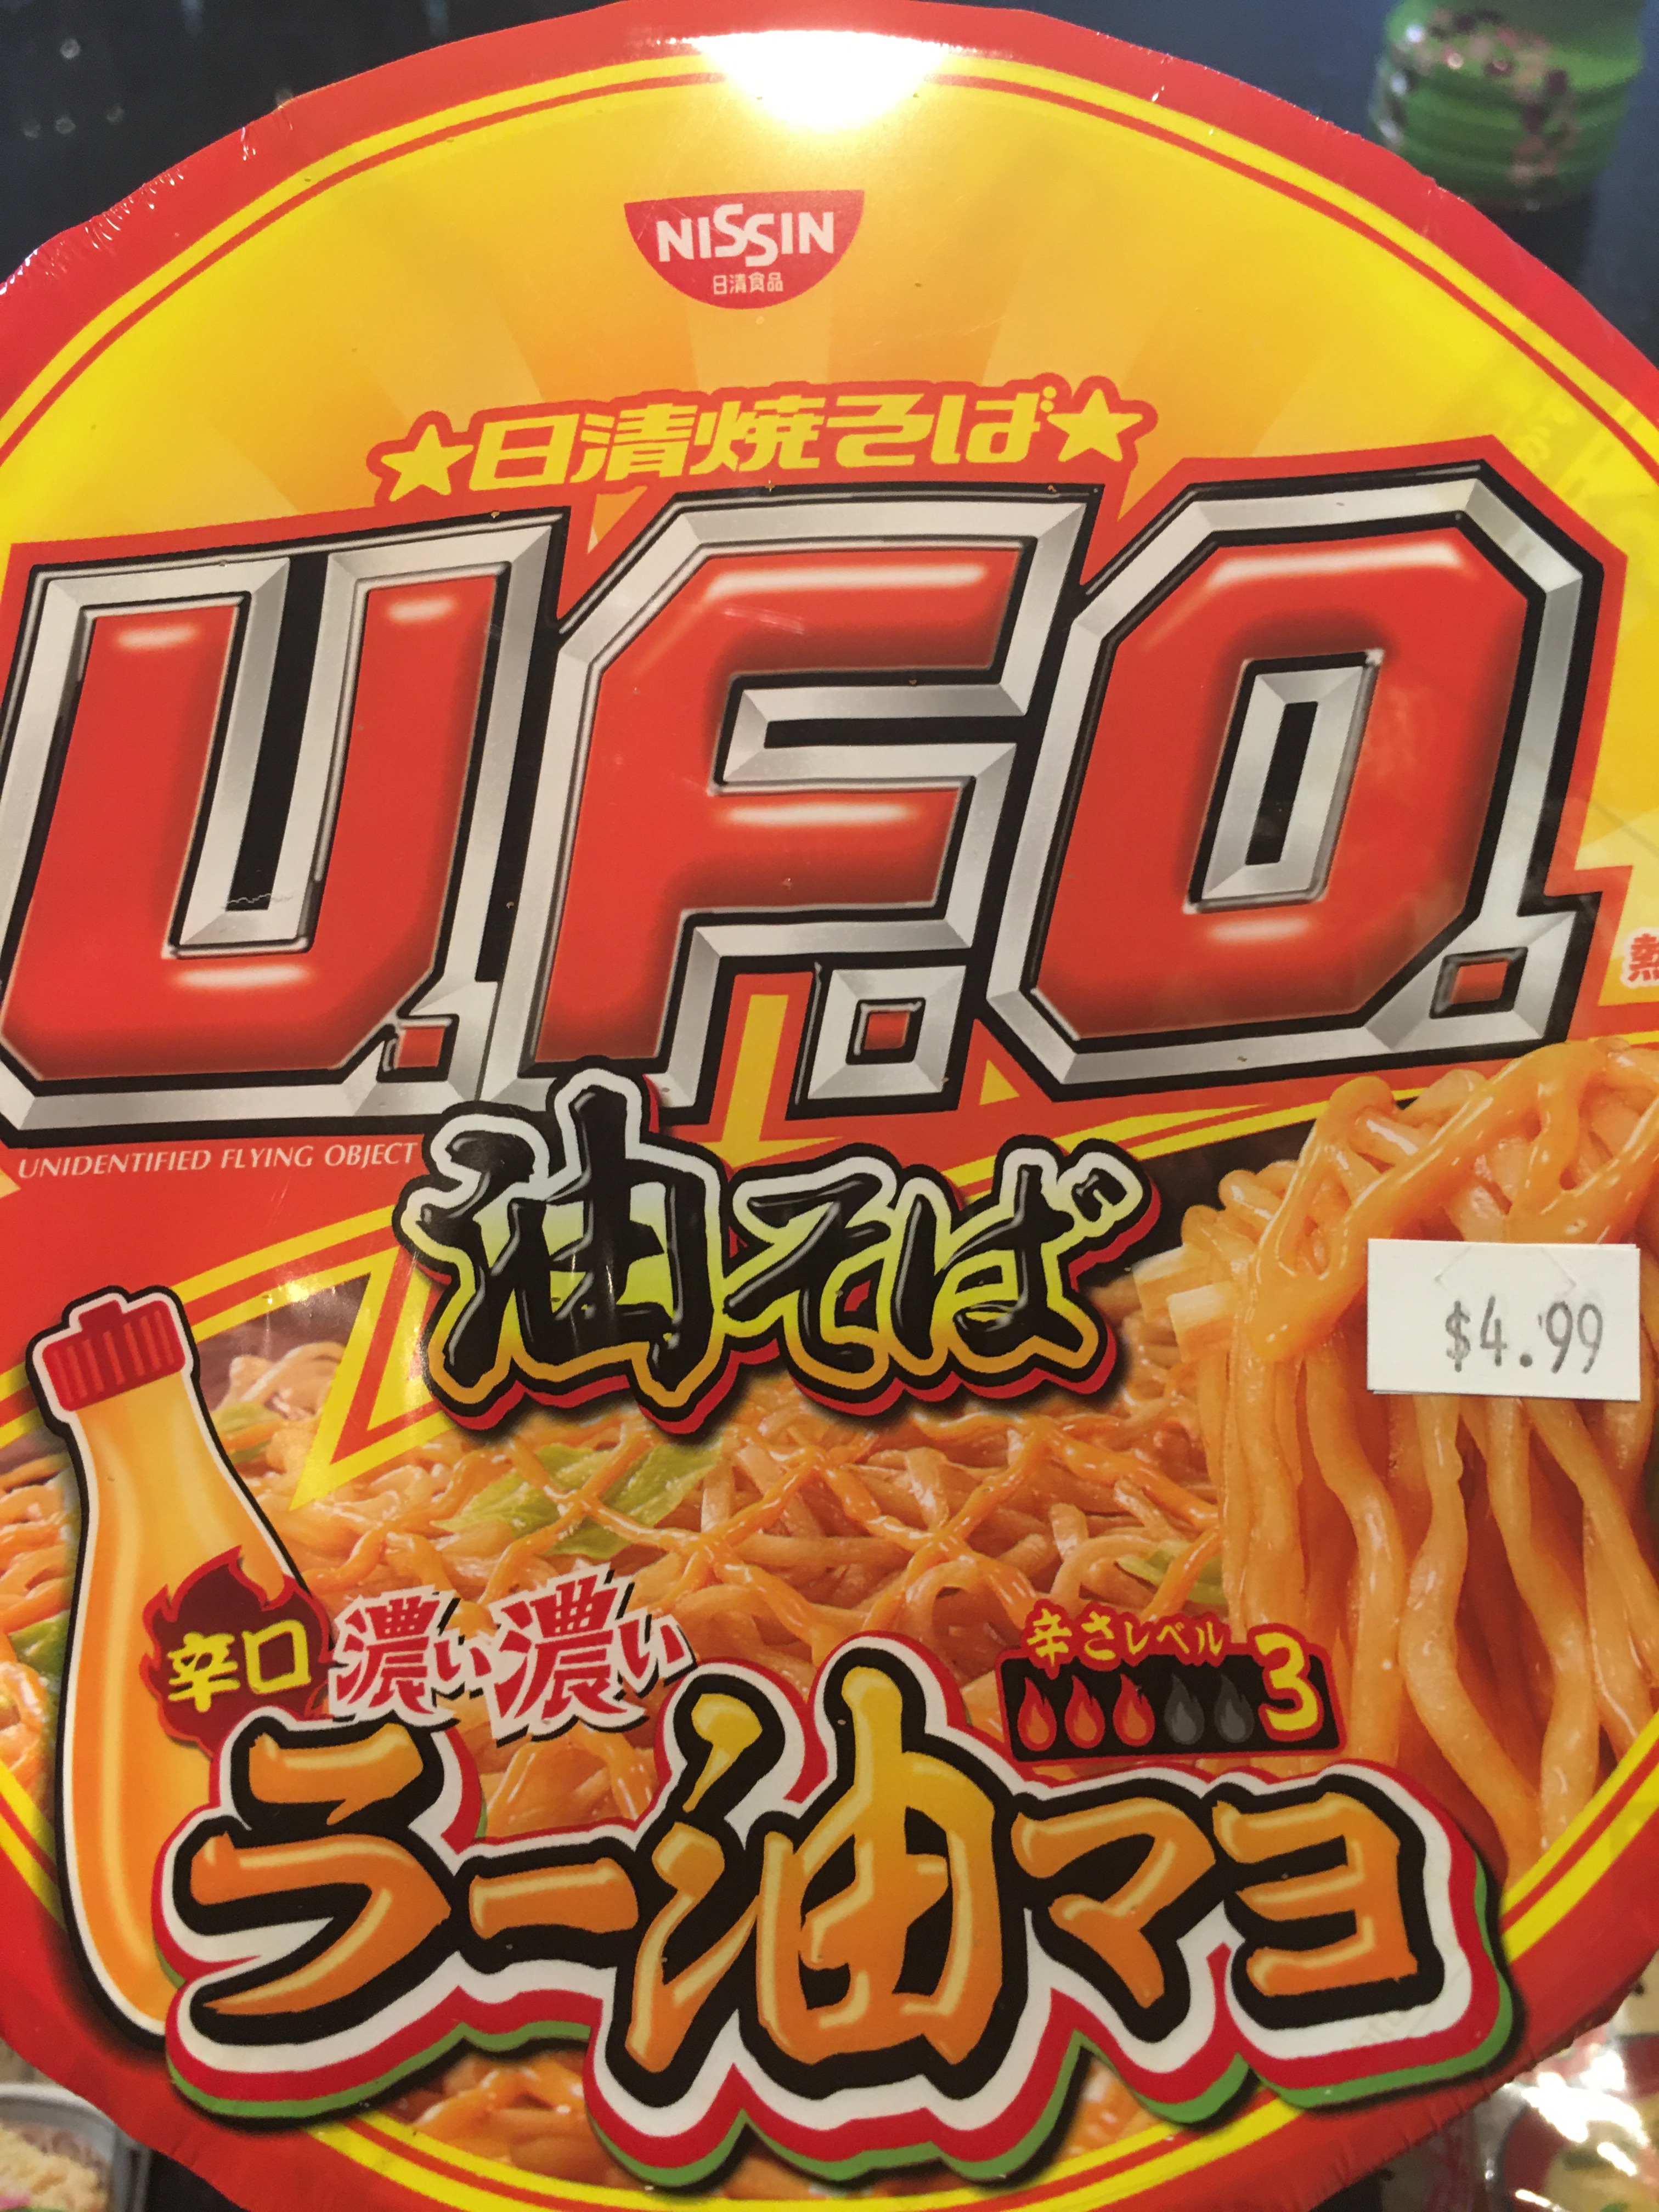 NISSIN
日清食品
★日清焼そば★
U.F.O.
熱
UNIDENTIFIED FLYING OBJECT
油そば
$4.99
辛口
濃い濃い
辛さレベル
3
ラー油マヨ